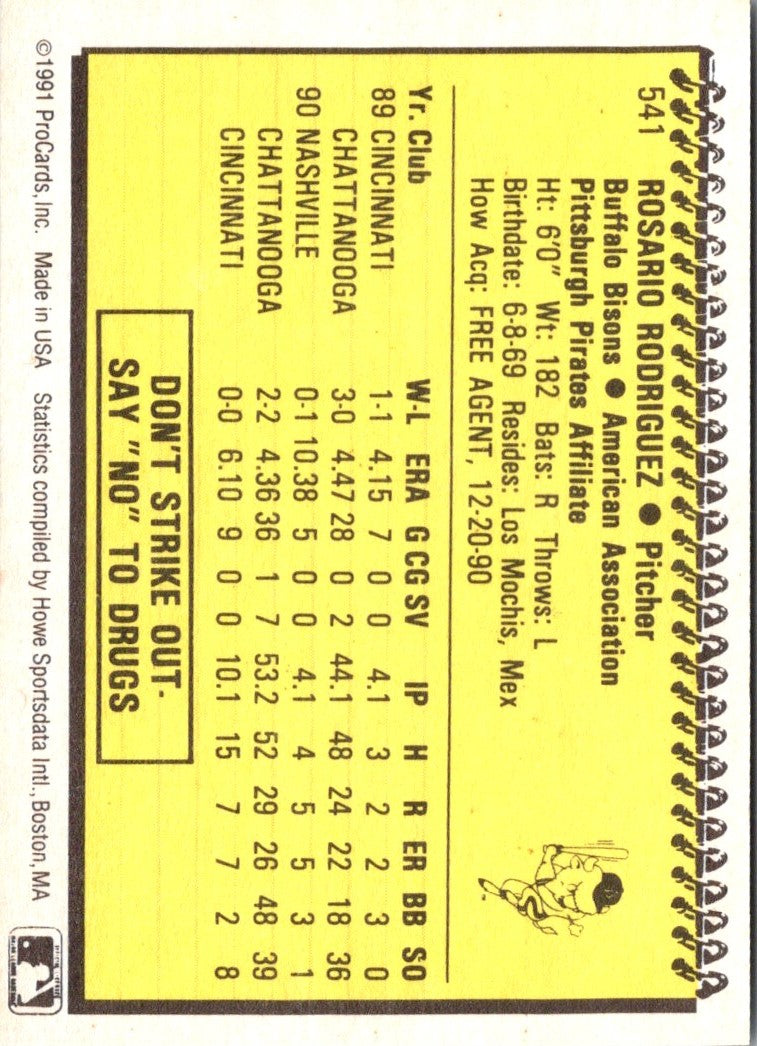 541 ROSARIO RODRIGUEZ ● Pitcher
Buffalo Bisons ● American Association
Pittsburgh Pirates Affiliate
Ht: 6'0" Wt: 182 Bats: R Throws: L
Birthdate: 6-8-69 Resides: Los Mochis, Mex
How Acq: FREE AGENT, 12-20-90
Yr. Club W-L ERA G CG SV IP H R ER BB SO
89 CINCINNATI 1-1 4.15 7 0 0 4.1 3 2 2 3 0
CHATTANOOGA 3-0 4.47 28 0 2 44.1 48 24 22 18 36
90 NASHVILLE 0-1 10.38 5 0 0 4.1 4 5 5 3 1
CHATTANOOGA 2-2 4.36 36 1 7 53.2 52 29 26 48 39
CINCINNATI 0-0 6.10 9 0 0 10.1 15 7 7 2 8
DON'T STRIKE OUT-
SAY "NO" TO DRUGS
©1991 ProCards, Inc. Made in USA Statistics compiled by Howe Sportsdata Intl., Boston, MA